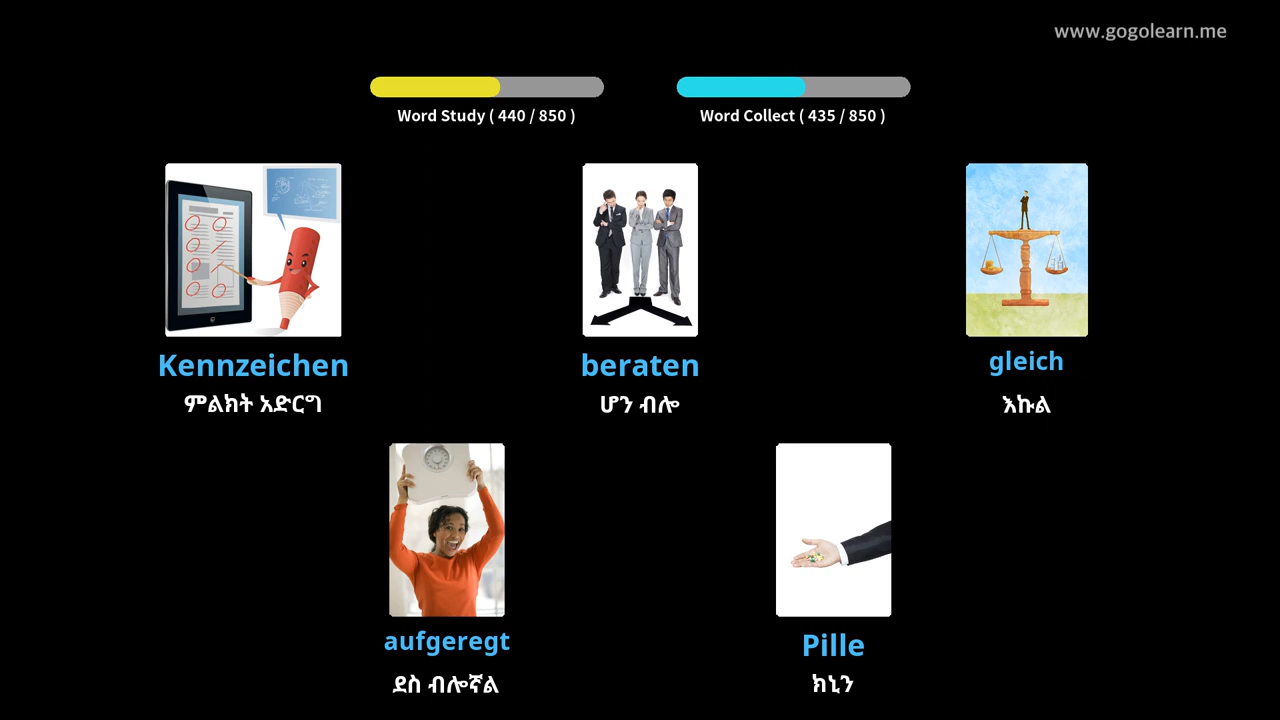 www.gogolearn.me
Word Study ( 440 / 850 )
Word Collect ( 435 / 850 )
Kennzeichen
ምልክት አድርግ
beraten
ሆን ብሎ
gleich
እኩል
aufgeregt
ደስ ብሎኛል
Pille
ክኒን